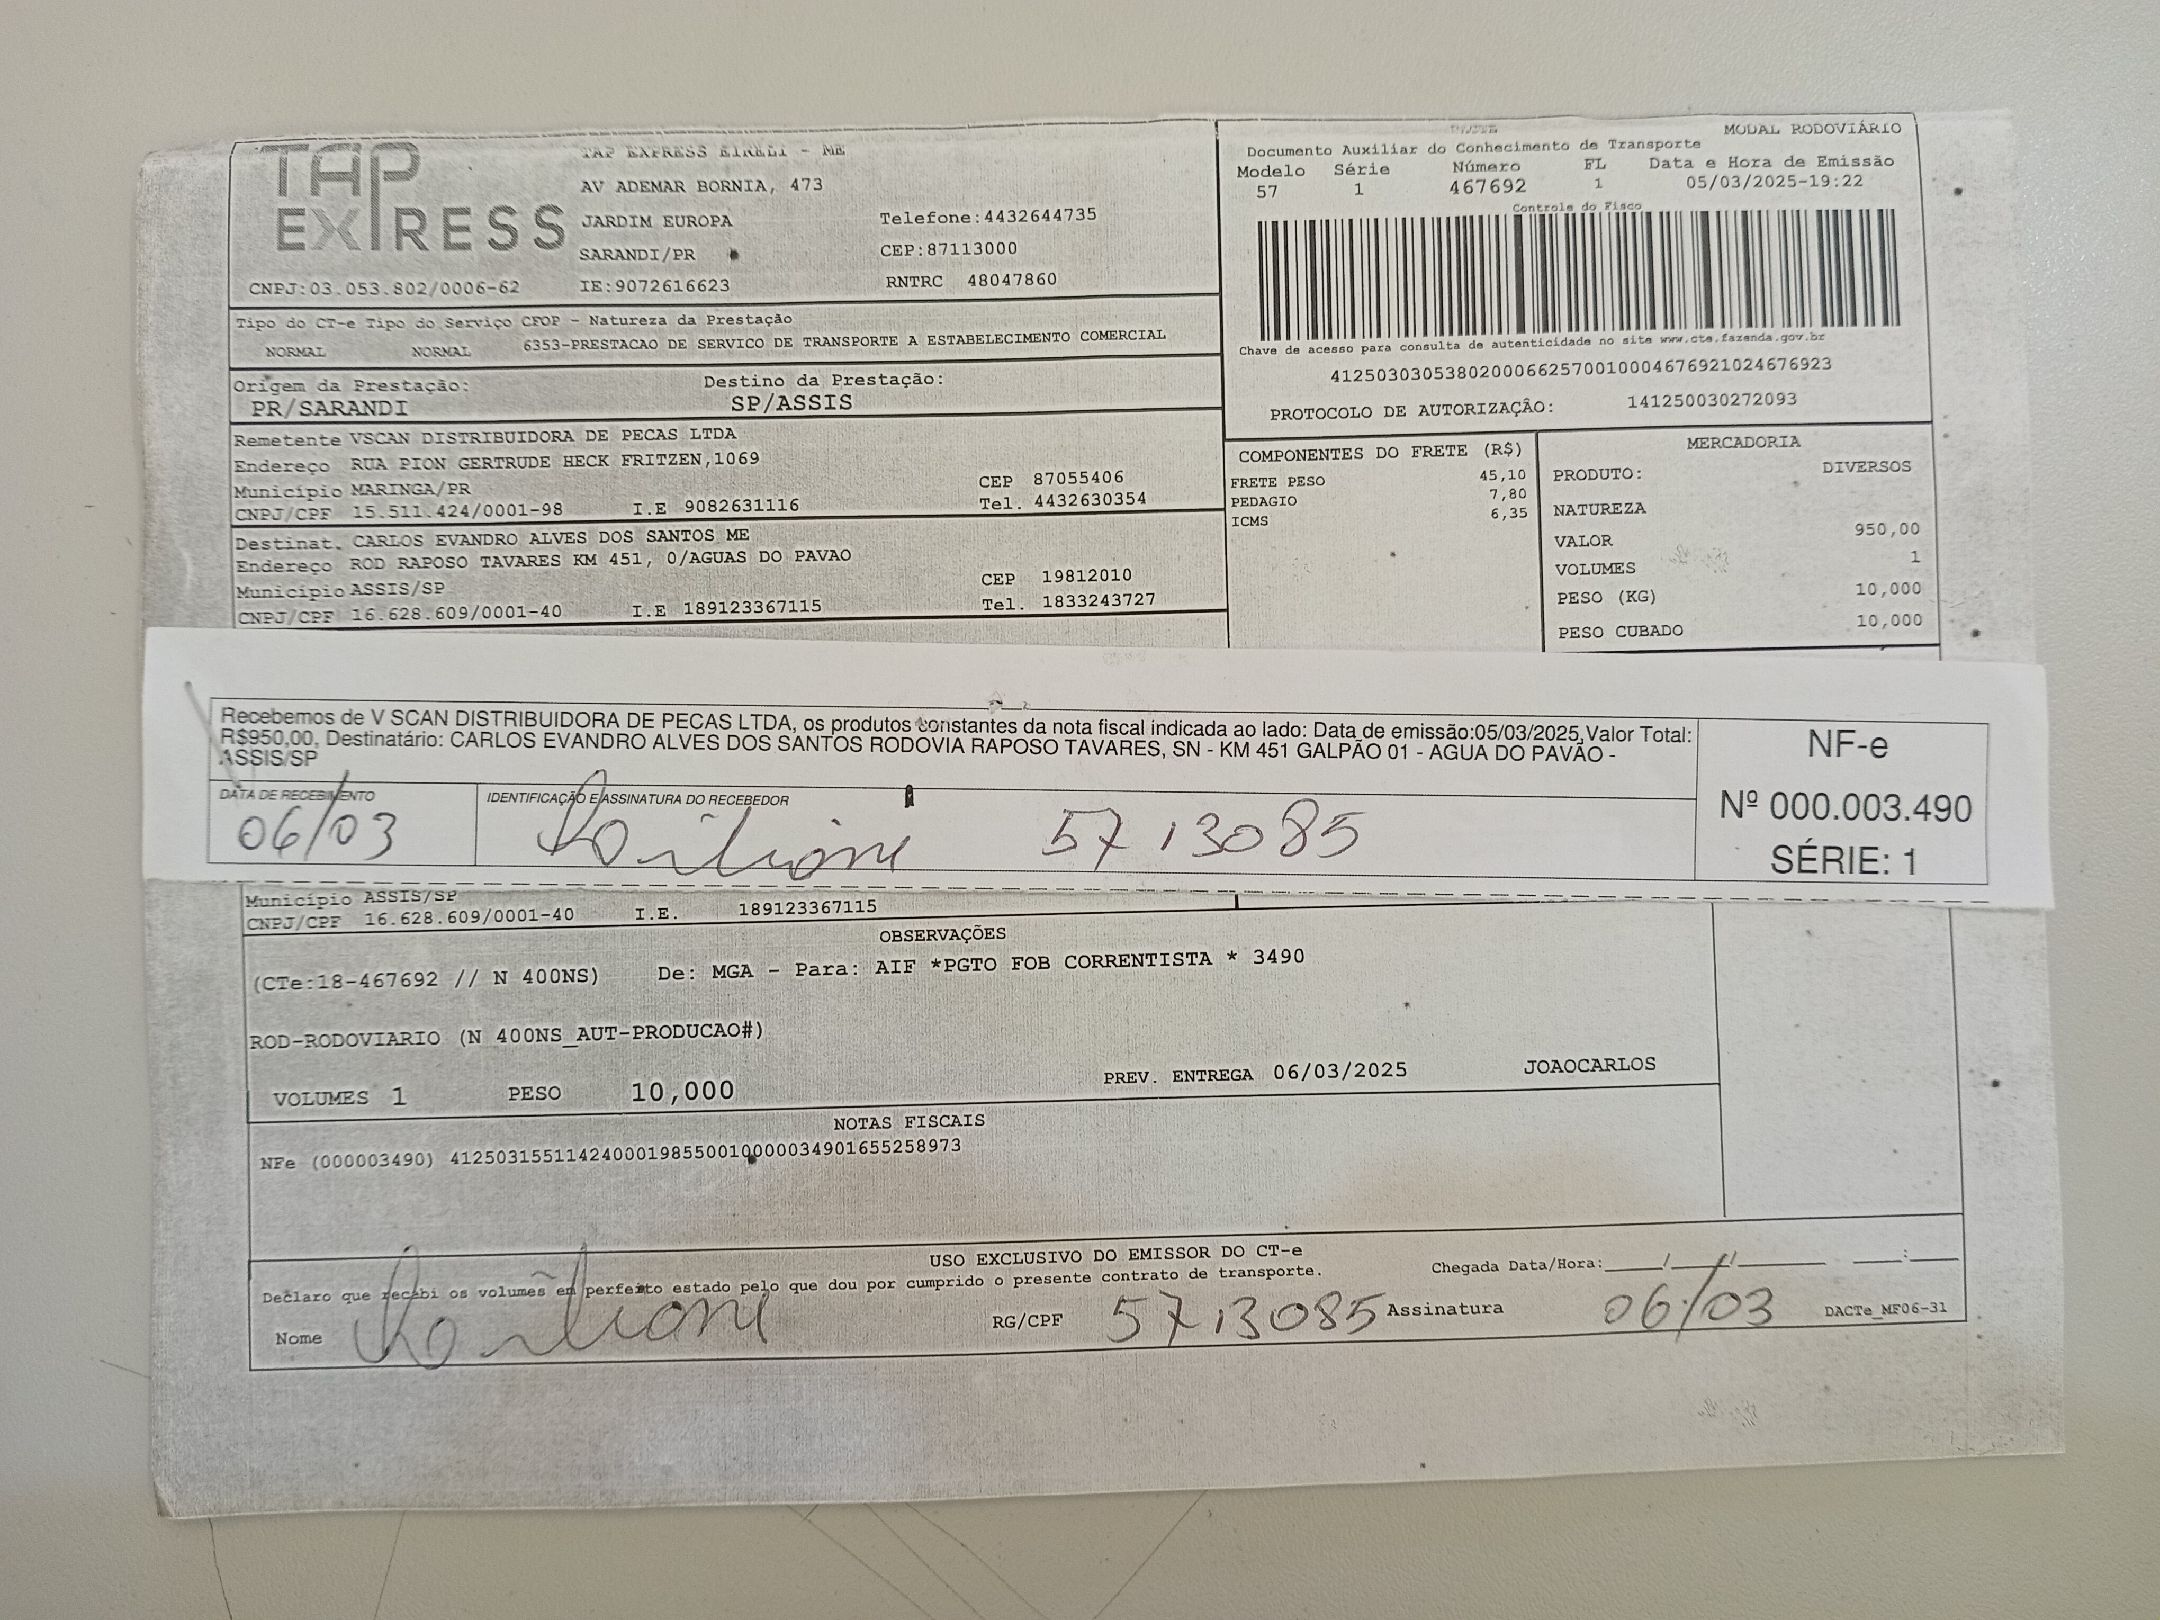 TAP EXPRESS
TAP EXPRESS EIRELI - ME
AV ADEMAR BORNIA, 473
JARDIM EUROPA Telefone:4432644735
SARANDI/PR CEP:87113000
CNPJ:03.053.802/0006-62 IE:9072616623 RNTRC 48047860
MODAL RODOVIÁRIO
Documento Auxiliar do Conhecimento de Transporte
Modelo Série Número FL Data e Hora de Emissão
57 1 467692 1 05/03/2025-19:22
Controle do Fisco
Chave de acesso para consulta de autenticidade no site www.cte.fazenda.gov.br
41250303053802000662570010004676921024676923
PROTOCOLO DE AUTORIZAÇÃO: 141250030272093
Tipo do CT-e Tipo do Serviço CFOP - Natureza da Prestação
NORMAL NORMAL 6353-PRESTACAO DE SERVICO DE TRANSPORTE A ESTABELECIMENTO COMERCIAL
Origem da Prestação: Destino da Prestação:
PR/SARANDI SP/ASSIS
Remetente VSCAN DISTRIBUIDORA DE PECAS LTDA
Endereço RUA PION GERTRUDE HECK FRITZEN,1069
Município MARINGA/PR CEP 87055406
CNPJ/CPF 15.511.424/0001-98 I.E 9082631116 Tel. 4432630354
Destinat. CARLOS EVANDRO ALVES DOS SANTOS ME
Endereço ROD RAPOSO TAVARES KM 451, 0/AGUAS DO PAVAO
Município ASSIS/SP CEP 19812010
CNPJ/CPF 16.628.609/0001-40 I.E 189123367115 Tel. 1833243727
COMPONENTES DO FRETE (R$)
FRETE PESO 45,10
PEDAGIO 7,80
ICMS 6,35
MERCADORIA
PRODUTO: DIVERSOS
NATUREZA
VALOR 950,00
VOLUMES 1
PESO (KG) 10,000
PESO CUBADO 10,000
Recebemos de V SCAN DISTRIBUIDORA DE PECAS LTDA, os produtos constantes da nota fiscal indicada ao lado: Data de emissão:05/03/2025,Valor Total:
R$950,00, Destinatário: CARLOS EVANDRO ALVES DOS SANTOS RODOVIA RAPOSO TAVARES, SN - KM 451 GALPÃO 01 - AGUA DO PAVÃO -
ASSIS/SP
DATA DE RECEBIMENTO IDENTIFICAÇÃO E ASSINATURA DO RECEBEDOR
06/03 5713085
NF-e
Nº 000.003.490
SÉRIE: 1
Município ASSIS/SP
CNPJ/CPF 16.628.609/0001-40 I.E. 189123367115
OBSERVAÇÕES
(CTe:18-467692 // N 400NS) De: MGA - Para: AIF *PGTO FOB CORRENTISTA * 3490
ROD-RODOVIARIO (N 400NS_AUT-PRODUCAO#)
VOLUMES 1 PESO 10,000 PREV. ENTREGA 06/03/2025 JOAOCARLOS
NOTAS FISCAIS
NFe (000003490) 41250315511424000198550010000034901655258973
USO EXCLUSIVO DO EMISSOR DO CT-e
Declaro que recebi os volumes em perfeito estado pelo que dou por cumprido o presente contrato de transporte.
Chegada Data/Hora:____/____/______ ____:____
Nome RG/CPF 5713085 Assinatura 06/03 DACTe_MF06-31